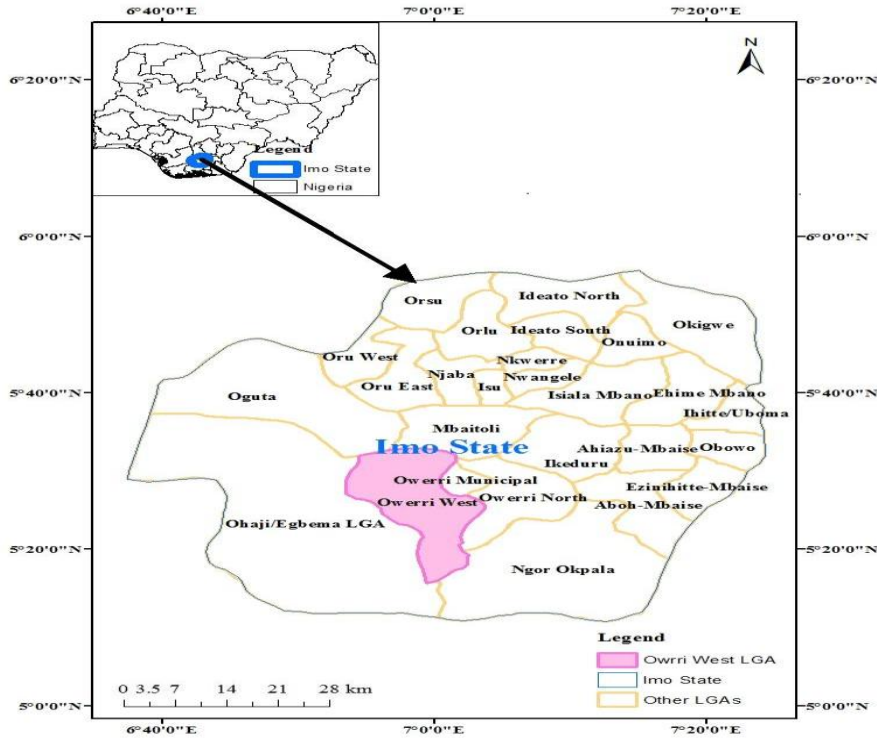 6°40'0"E 7°0'0"E 7°20'0"E
N
6°20'0"N 6°20'0"N
Legend
Imo State
Nigeria
6°0'0"N 6°0'0"N
Orsu
Ideato North
Orlu
Ideato South
Okigwe
Onuimo
Oru West
Nkwerre
Njaba
Nwangele
Oru East
Isu
5°40'0"N 5°40'0"N
Oguta
Isiala Mbano
Ehime Mbano
Ihitte/Uboma
Mbaitoli
Imo State
Ahiazu-Mbaise
Obowo
Ikeduru
Owerri Municipal
Ezinihitte-Mbaise
Owerri West
Owerri North
Aboh-Mbaise
Ohaji/Egbema LGA
5°20'0"N 5°20'0"N
Ngor Okpala
Legend
Owrri West LGA
Imo State
Other LGAs
0 3.5 7 14 21 28 km
5°0'0"N 5°0'0"N
6°40'0"E 7°0'0"E 7°20'0"E